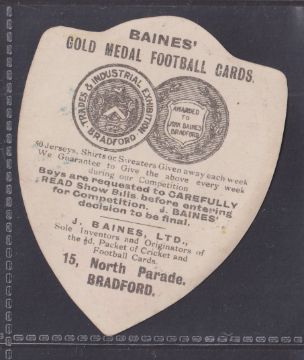 BAINES'
GOLD MEDAL FOOTBALL CARDS.
TRADES & INDUSTRIAL EXHIBITION
BRADFORD
AWARDED
TO
JOHN BAINES
BRADFORD
Jerseys, Shirts or Sweaters Given away each week
We Guarantee to Give the above every week
during our Competition
Boys are requested to CAREFULLY
READ Show Bills before entering
for Competition. J. BAINES'
decision to be final.
J. BAINES, LTD.,
Sole Inventors and Originators of
the ½d. Packet of Cricket and
Football Cards.
15, North Parade.
BRADFORD.